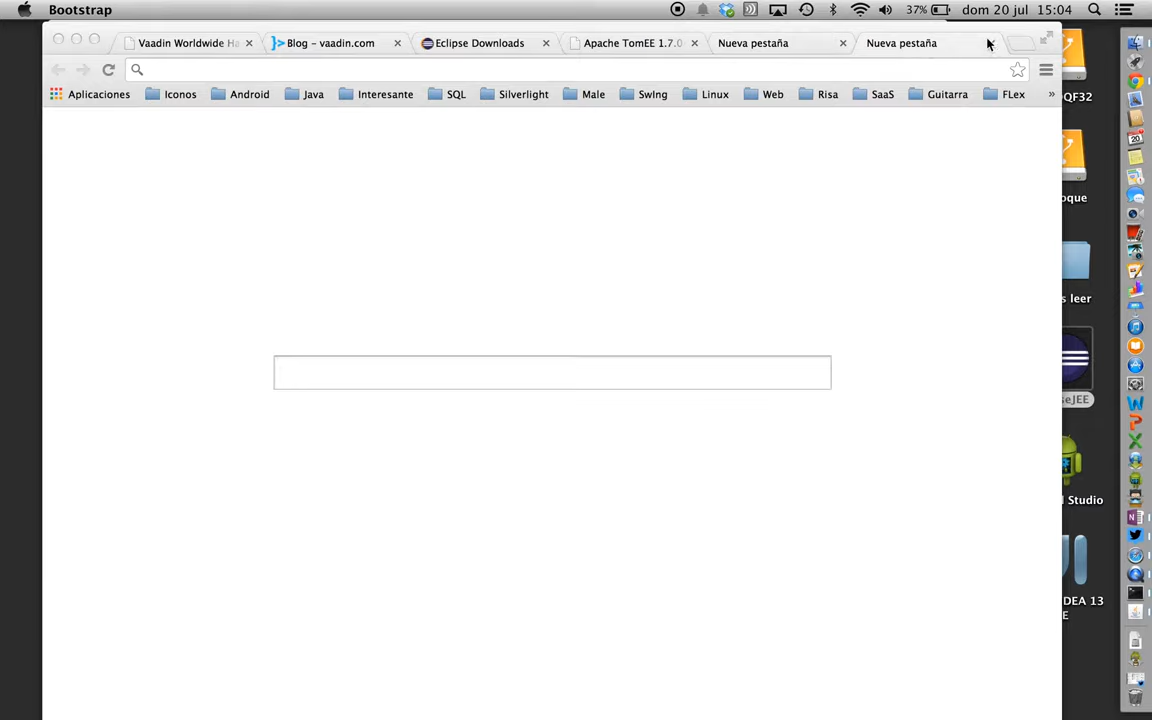 Bootstrap
37%
dom 20 jul 15:04
Vaadin Worldwide Ha
Blog – vaadin.com
Eclipse Downloads
Apache TomEE 1.7.0
Nueva pestaña
Nueva pestaña
Aplicaciones
Iconos
Android
Java
Interesante
SQL
Silverlight
Male
SwIng
Linux
Web
Risa
SaaS
Guitarra
FLex
»
QF32
oque
s leer
seJEE
l Studio
DEA 13
E